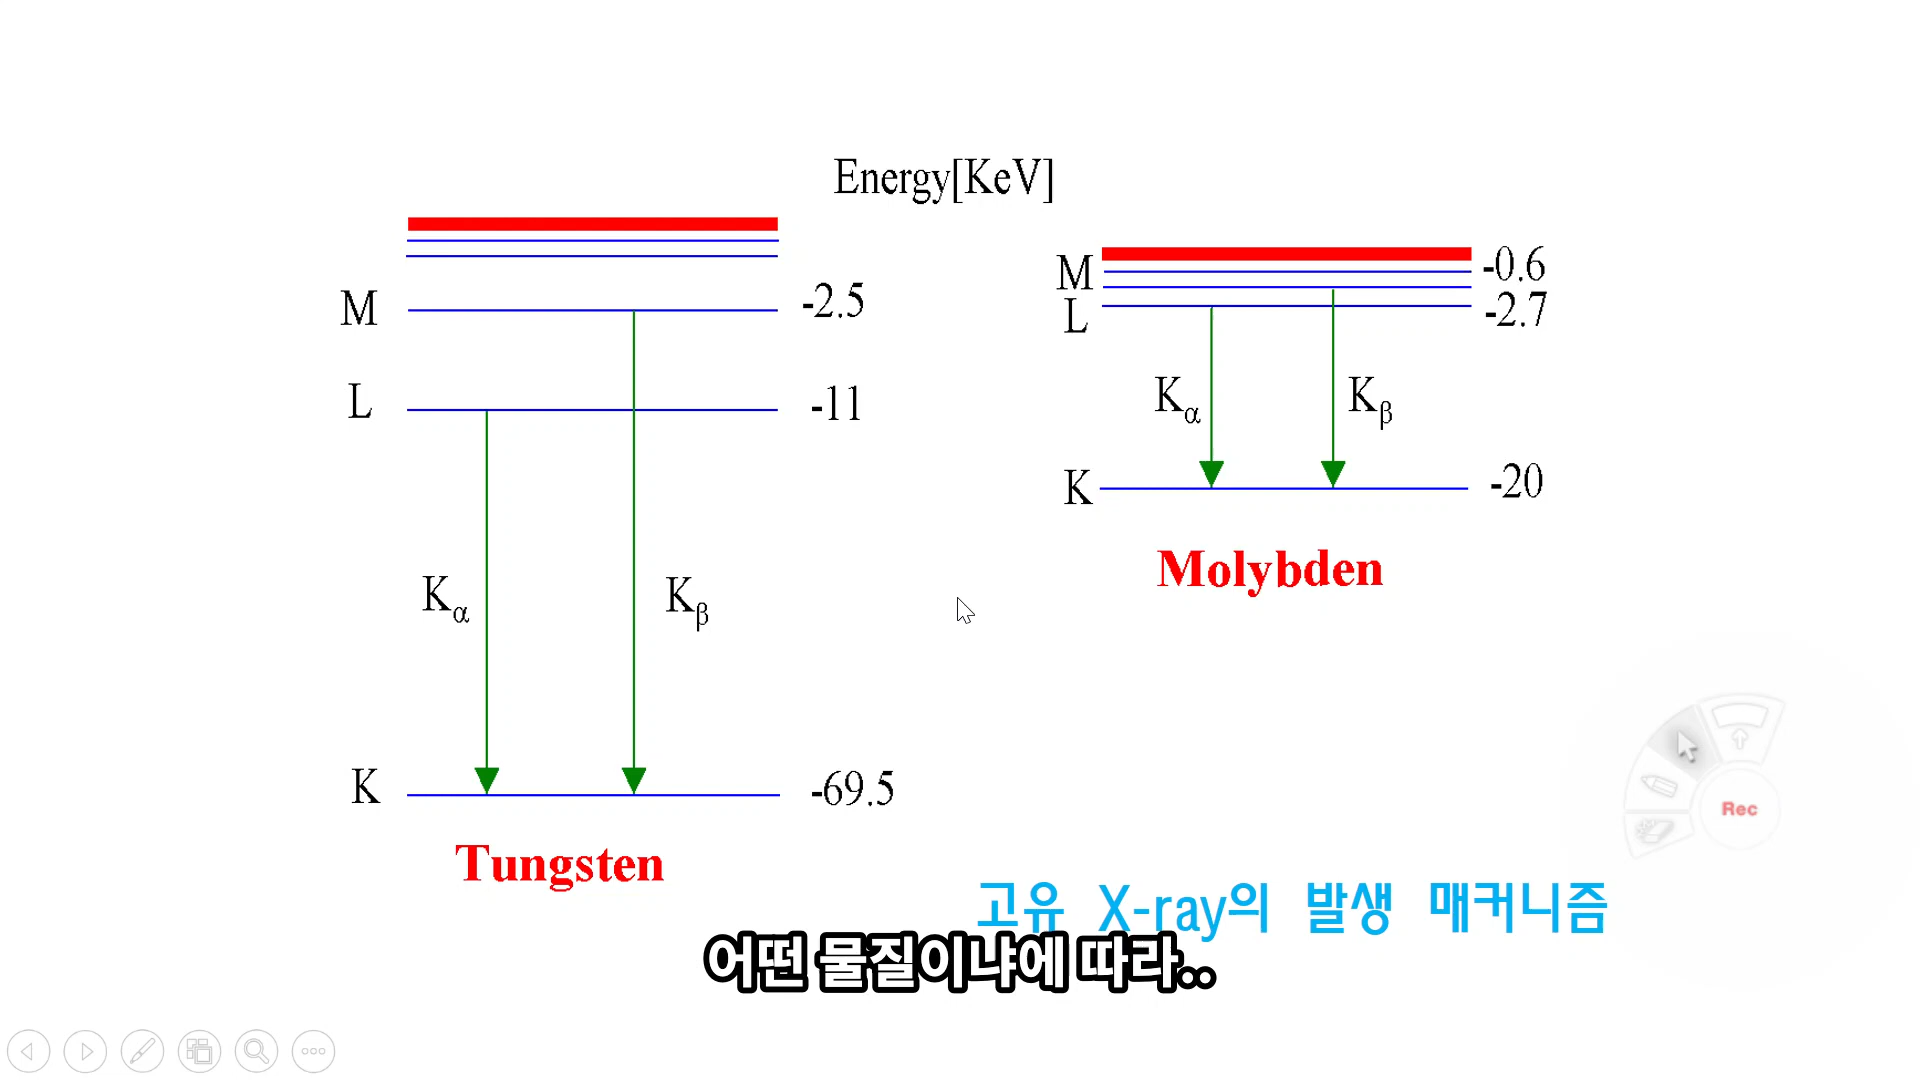 Energy[KeV]
M
-2.5
L
-11
Kα
Kβ
K
-69.5
Tungsten
M
-0.6
L
-2.7
Kα
Kβ
K
-20
Molybden
Rec
고유 X-ray의 발생 매커니즘
어떤 물질이냐에 따라..